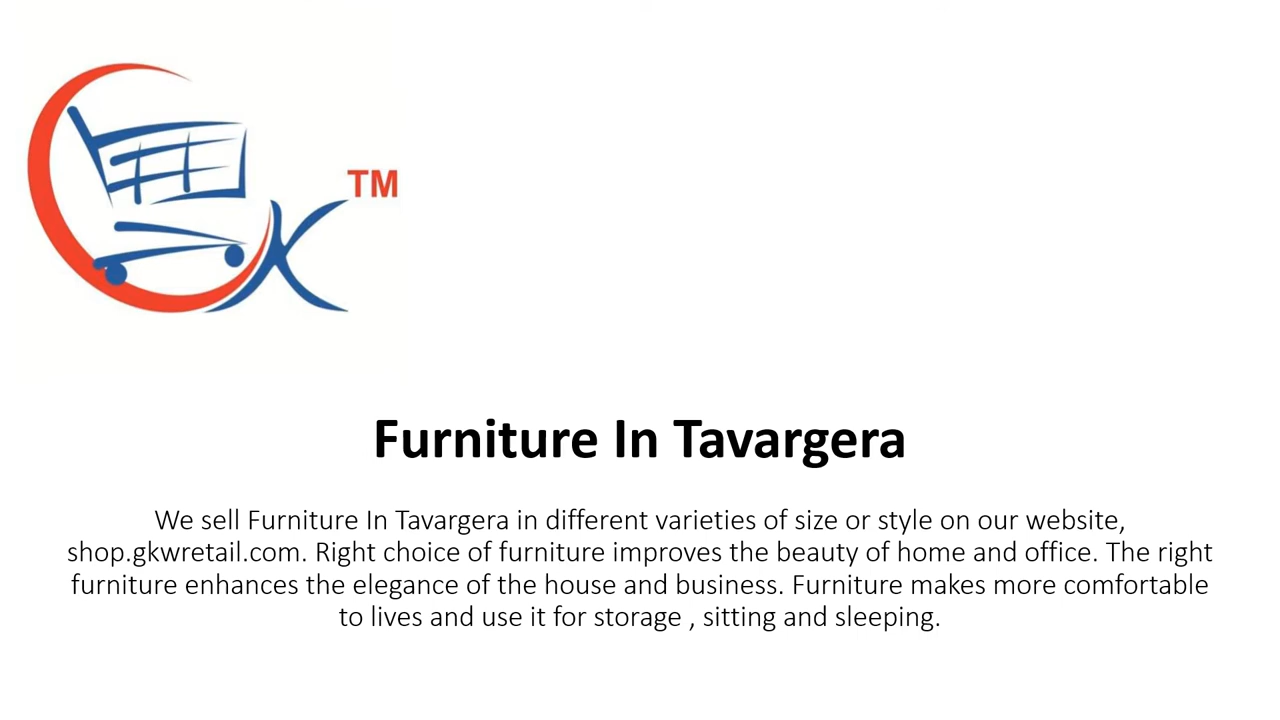 TM
Furniture In Tavargera
We sell Furniture In Tavargera in different varieties of size or style on our website,
shop.gkwretail.com. Right choice of furniture improves the beauty of home and office. The right
furniture enhances the elegance of the house and business. Furniture makes more comfortable
to lives and use it for storage , sitting and sleeping.